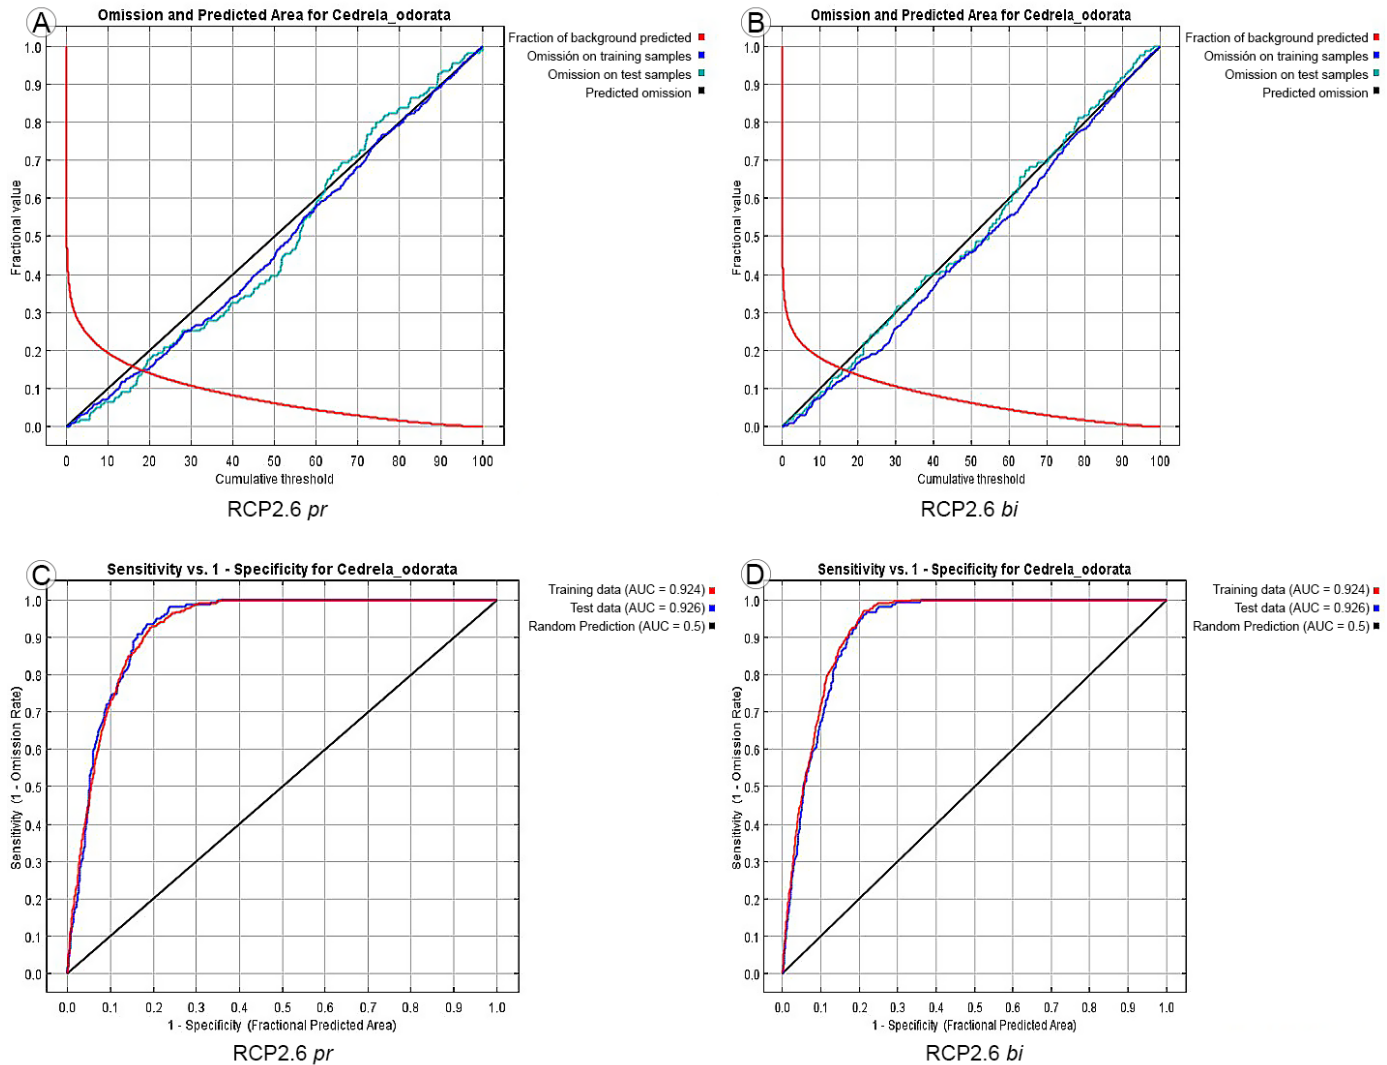 A
Omission and Predicted Area for Cedrela_odorata
Fraction of background predicted
Omissión on training samples
Omission on test samples
Predicted omission
1.0
0.9
0.8
0.7
0.6
0.5
0.4
0.3
0.2
0.1
0.0
Fractional value
0 10 20 30 40 50 60 70 80 90 100
Cumulative threshold
RCP2.6 pr
B
Omission and Predicted Area for Cedrela_odorata
Fraction of background predicted
Omissión on training samples
Omission on test samples
Predicted omission
1.0
0.9
0.8
0.7
0.6
0.5
0.4
0.3
0.2
0.1
0.0
Fractional value
0 10 20 30 40 50 60 70 80 90 100
Cumulative threshold
RCP2.6 bi
C
Sensitivity vs. 1 - Specificity for Cedrela_odorata
Training data (AUC = 0.924)
Test data (AUC = 0.926)
Random Prediction (AUC = 0.5)
1.0
0.9
0.8
0.7
0.6
0.5
0.4
0.3
0.2
0.1
0.0
Sensitivity (1 - Omission Rate)
0.0 0.1 0.2 0.3 0.4 0.5 0.6 0.7 0.8 0.9 1.0
1 - Specificity (Fractional Predicted Area)
RCP2.6 pr
D
Sensitivity vs. 1 - Specificity for Cedrela_odorata
Training data (AUC = 0.924)
Test data (AUC = 0.926)
Random Prediction (AUC = 0.5)
1.0
0.9
0.8
0.7
0.6
0.5
0.4
0.3
0.2
0.1
0.0
Sensitivity (1 - Omission Rate)
0.0 0.1 0.2 0.3 0.4 0.5 0.6 0.7 0.8 0.9 1.0
1 - Specificity (Fractional Predicted Area)
RCP2.6 bi